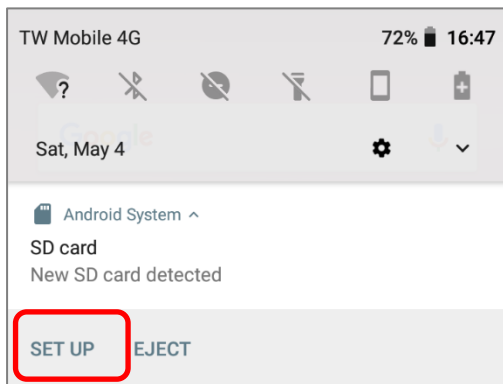 TW Mobile 4G 72% 16:47
?
Google
Sat, May 4
Android System
SD card
New SD card detected
SET UP EJECT